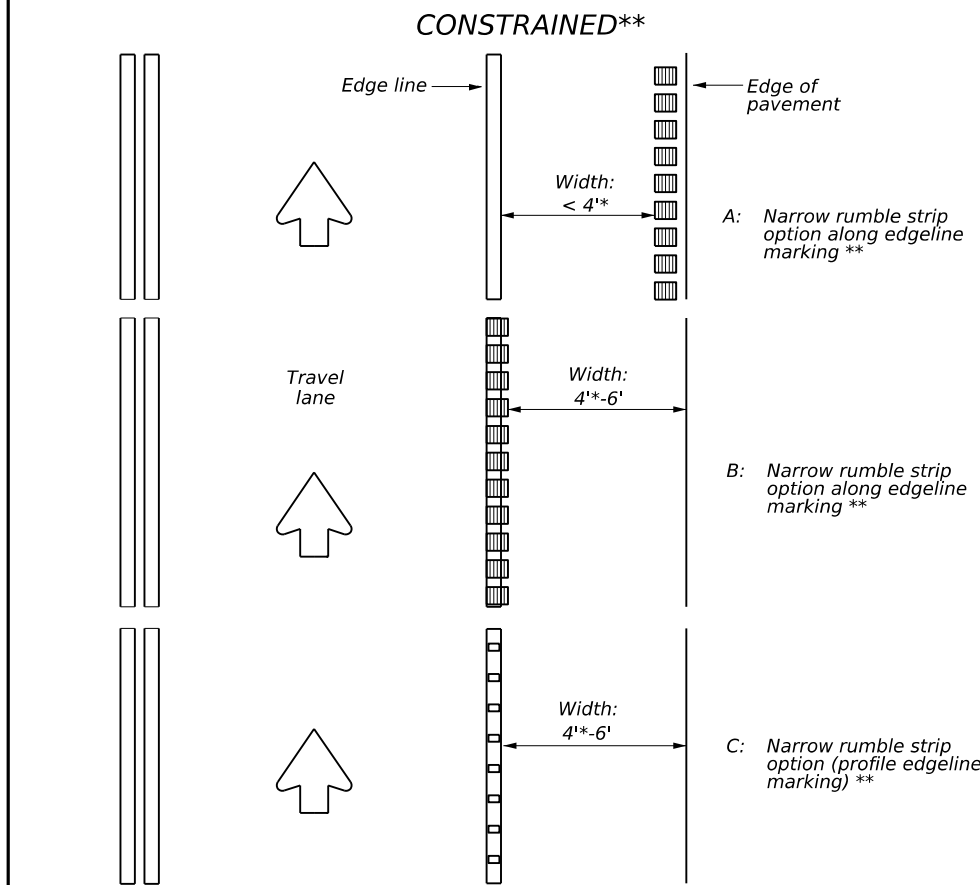 CONSTRAINED**
Edge line
Edge of
pavement
Width:
< 4'*
A: Narrow rumble strip
option along edgeline
marking **
Travel
lane
Width:
4'*-6'
B: Narrow rumble strip
option along edgeline
marking **
Width:
4'*-6'
C: Narrow rumble strip
option (profile edgeline
marking) **